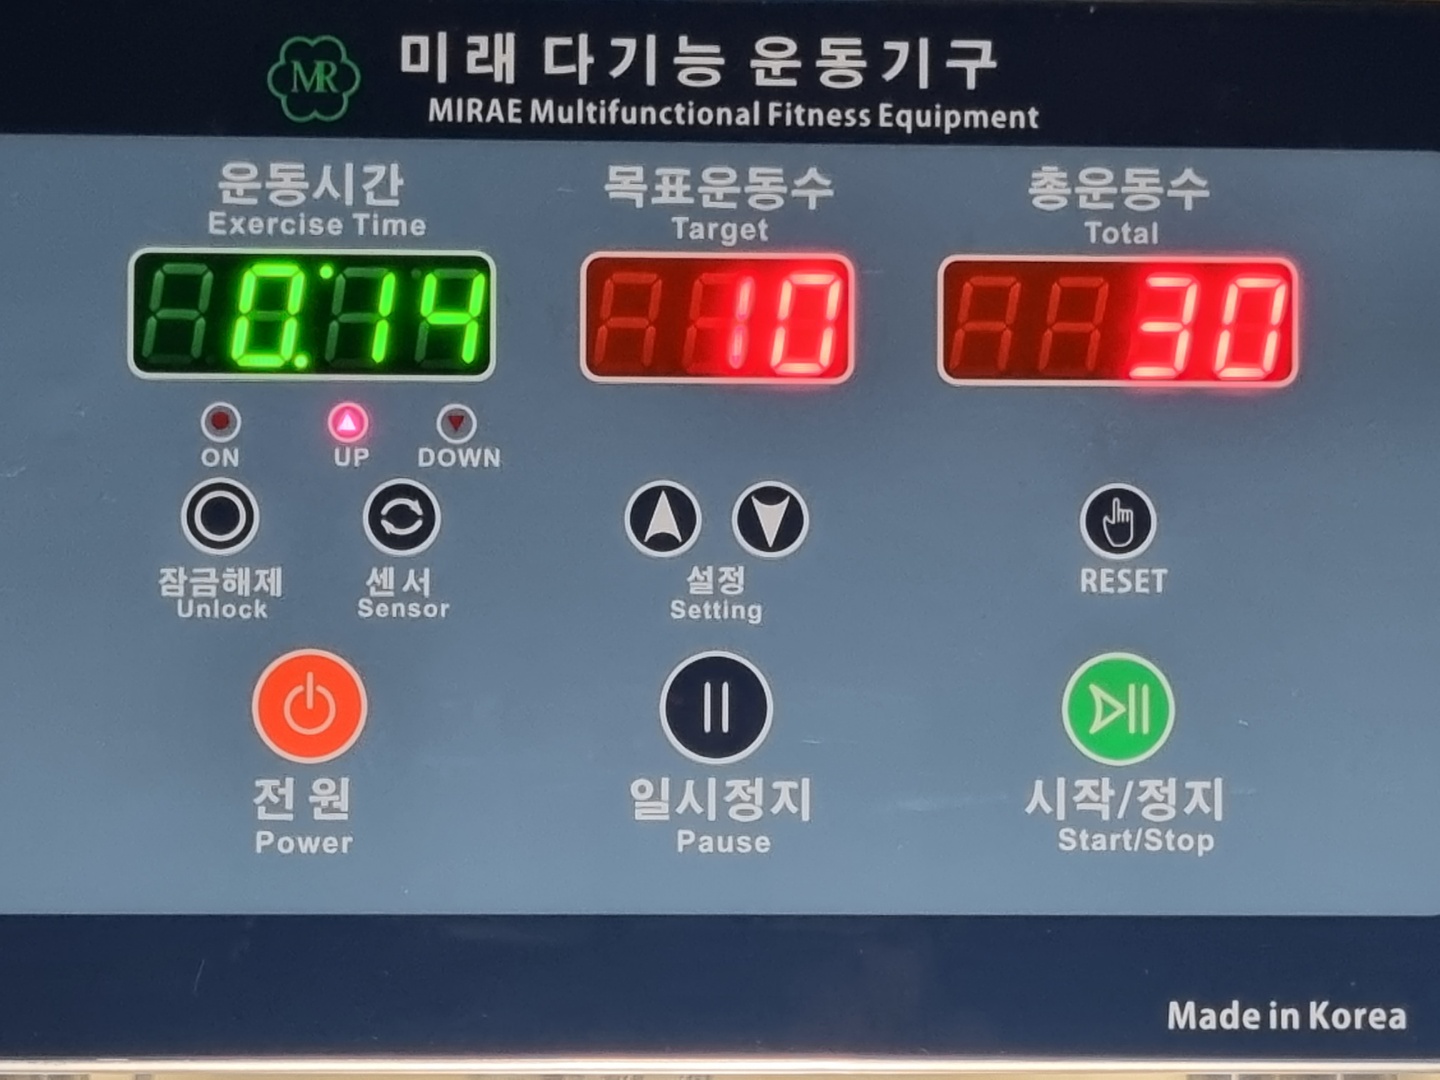 MR
미래 다기능 운동기구
MIRAE Multifunctional Fitness Equipment
운동시간
Exercise Time
목표운동수
Target
총운동수
Total
0:14
10
30
ON
UP
DOWN
잠금해제
Unlock
센서
Sensor
설정
Setting
RESET
전원
Power
일시정지
Pause
시작/정지
Start/Stop
Made in Korea